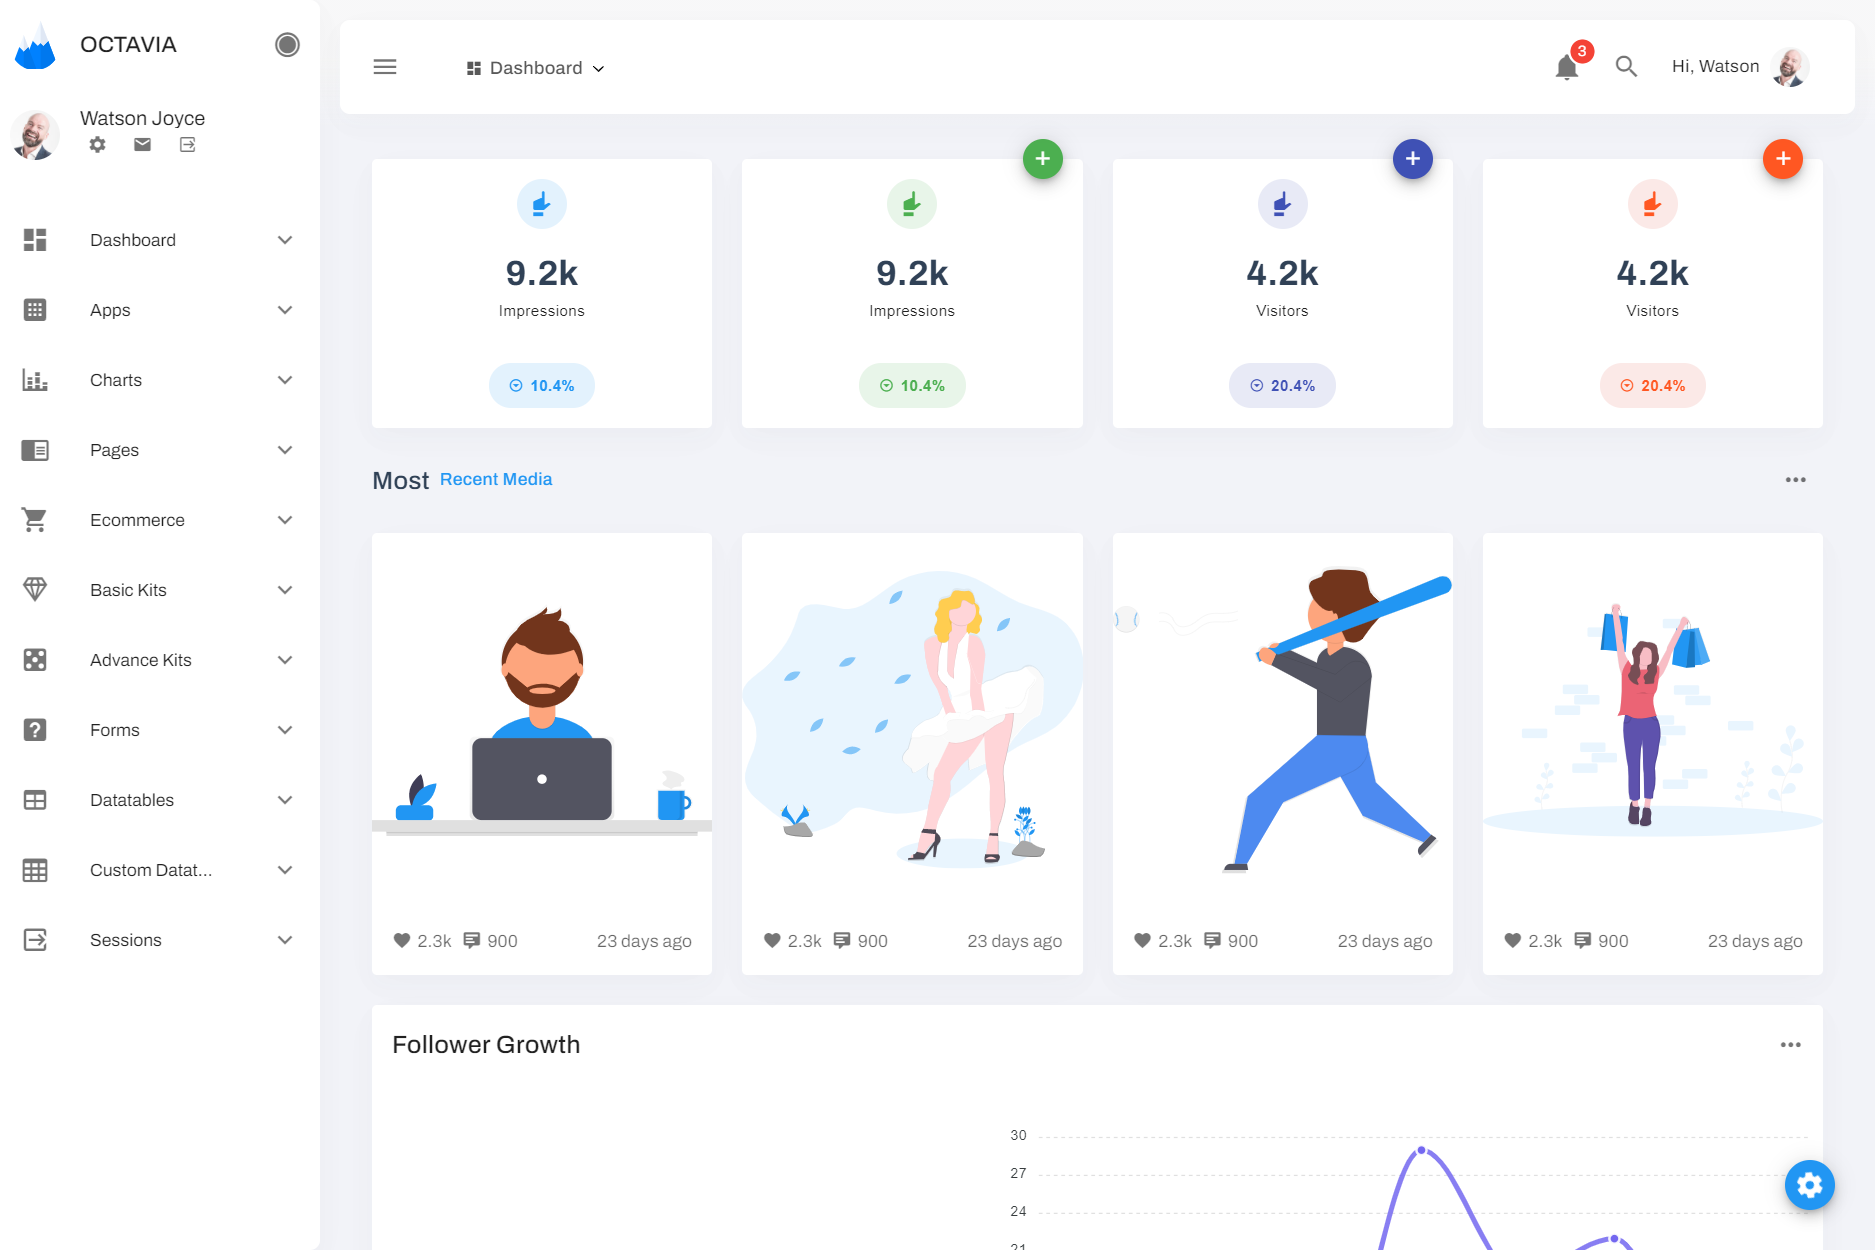 OCTAVIA
Watson Joyce
Dashboard
Apps
Charts
Pages
Ecommerce
Basic Kits
Advance Kits
Forms
Datatables
Custom Datat...
Sessions
Dashboard
3
Hi, Watson
9.2k
Impressions
10.4%
9.2k
Impressions
10.4%
4.2k
Visitors
20.4%
4.2k
Visitors
20.4%
Most Recent Media
2.3k 900 23 days ago
2.3k 900 23 days ago
2.3k 900 23 days ago
2.3k 900 23 days ago
Follower Growth
30
27
24
21